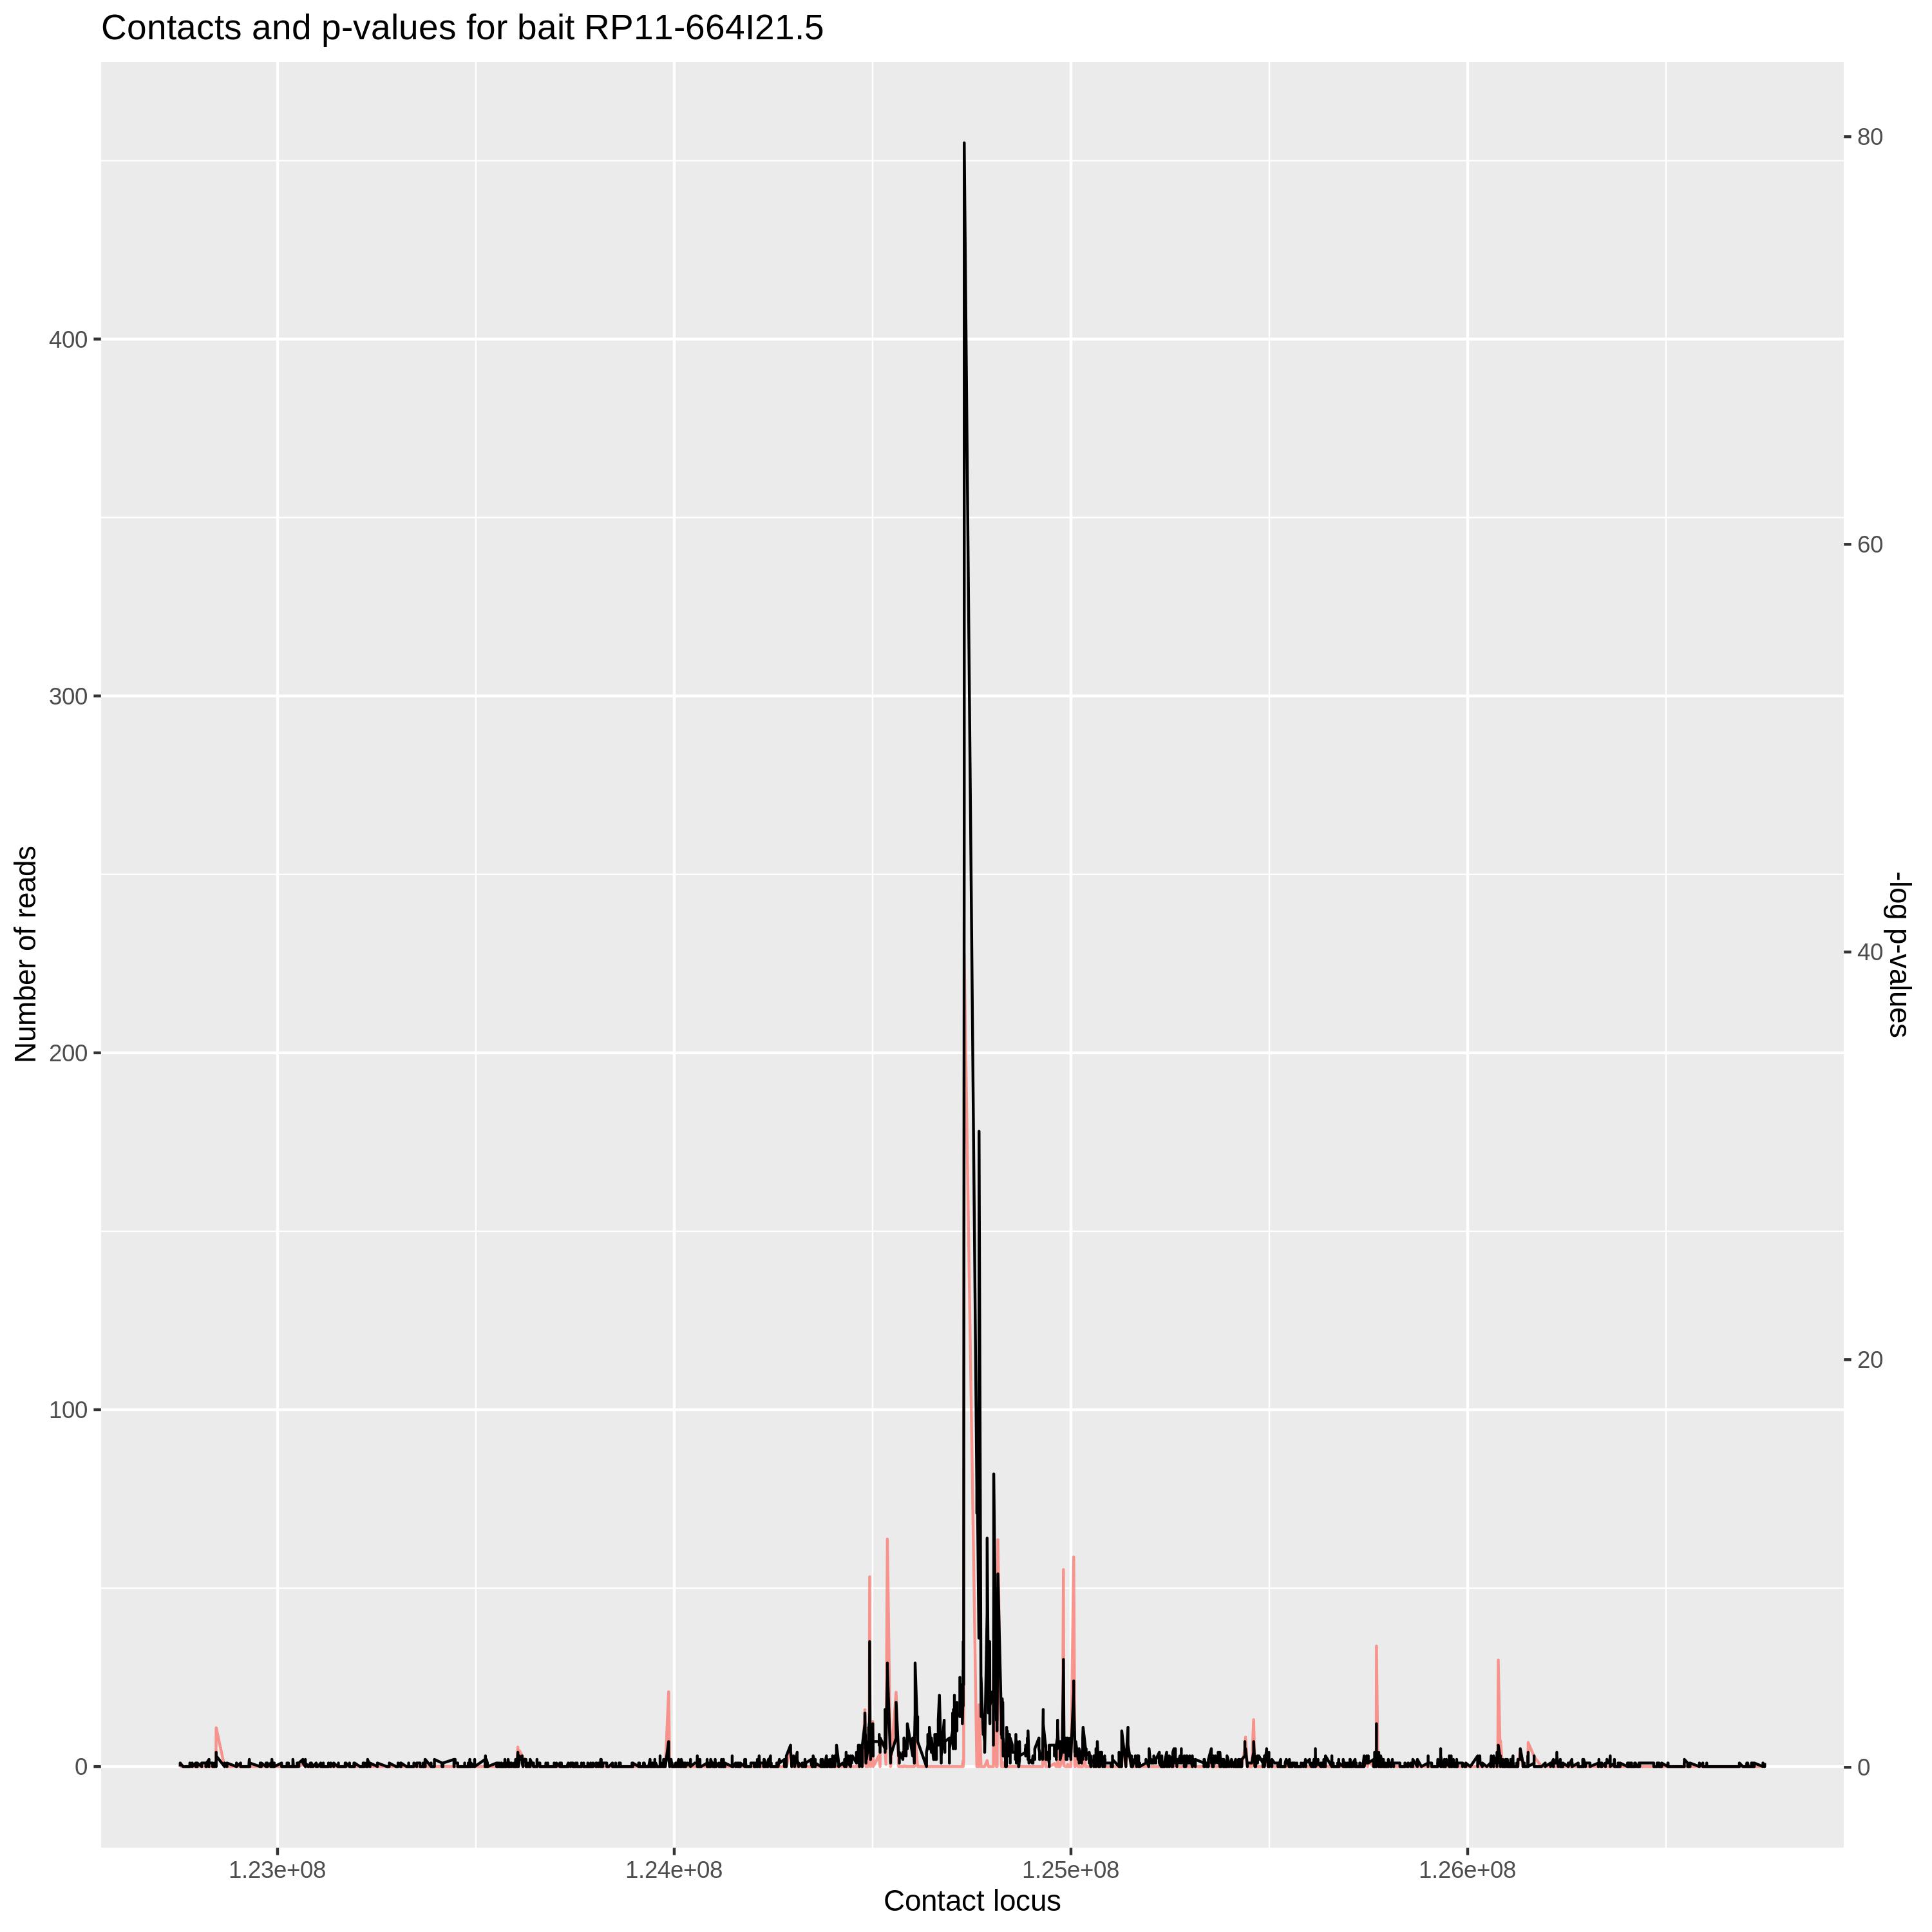 Contacts and p-values for bait RP11-664I21.5
Number of reads
400
300
200
100
0
80
60
40
20
0
-log p-values
1.23e+08
1.24e+08
1.25e+08
1.26e+08
Contact locus